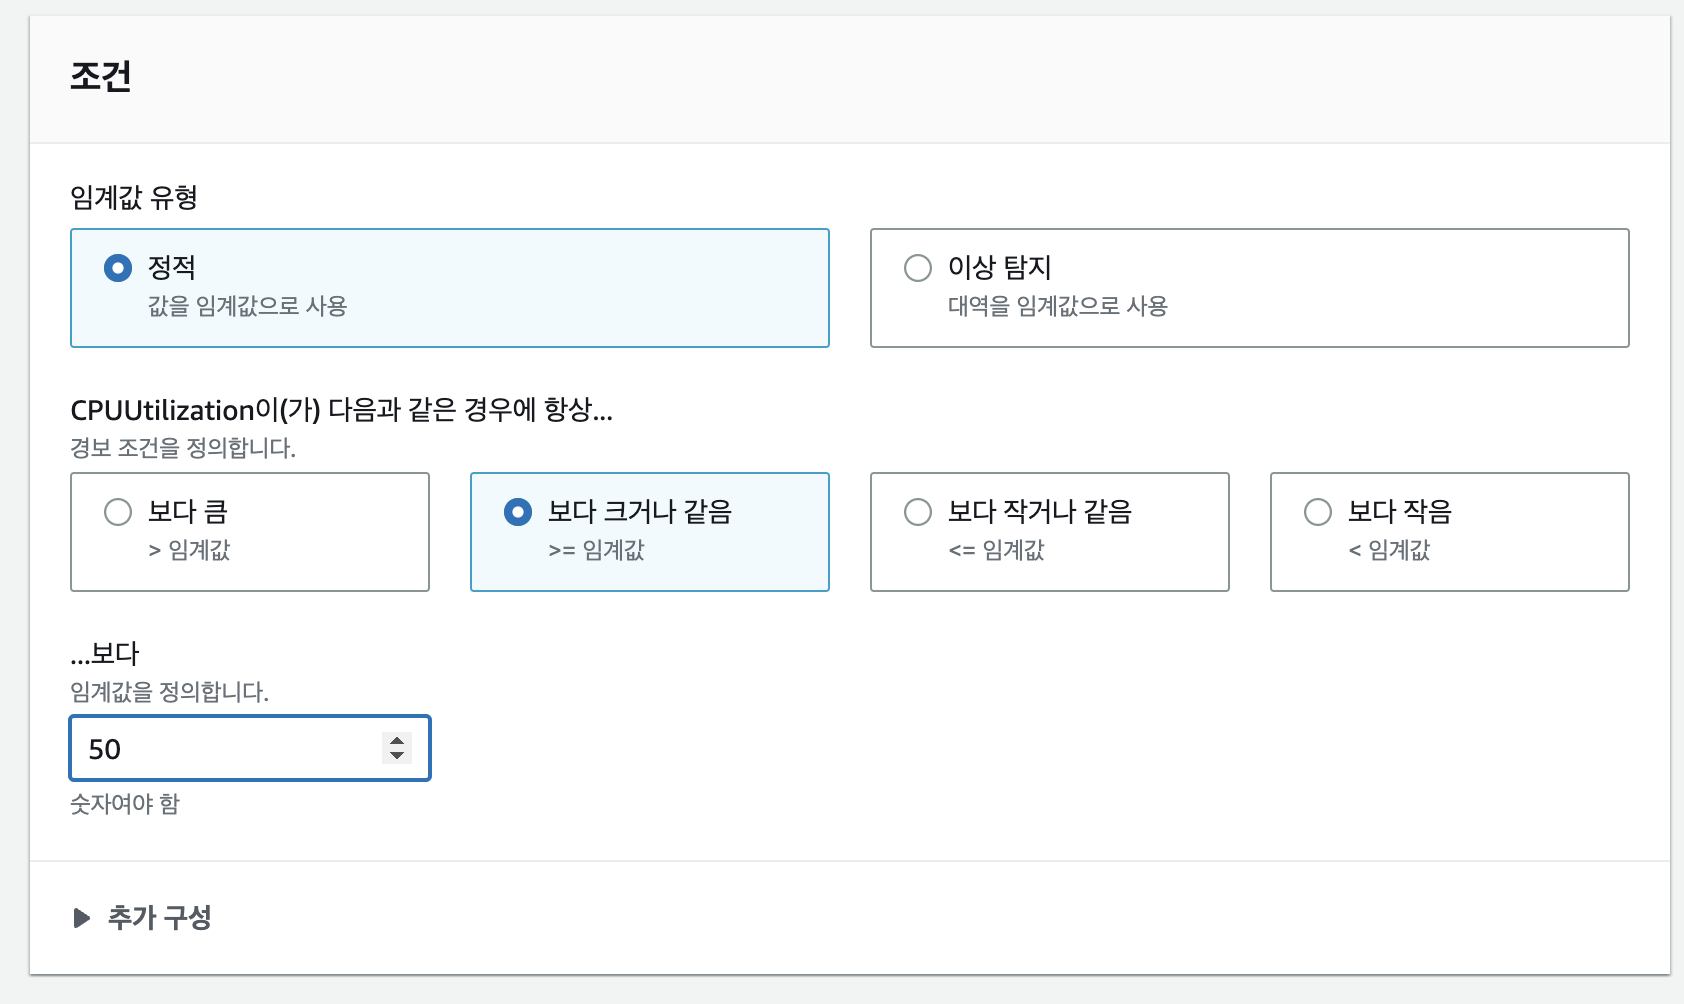 조건
임계값 유형
정적
값을 임계값으로 사용
이상 탐지
대역을 임계값으로 사용
CPUUtilization이(가) 다음과 같은 경우에 항상...
경보 조건을 정의합니다.
보다 큼
> 임계값
보다 크거나 같음
>= 임계값
보다 작거나 같음
<= 임계값
보다 작음
< 임계값
...보다
임계값을 정의합니다.
50
숫자여야 함
추가 구성